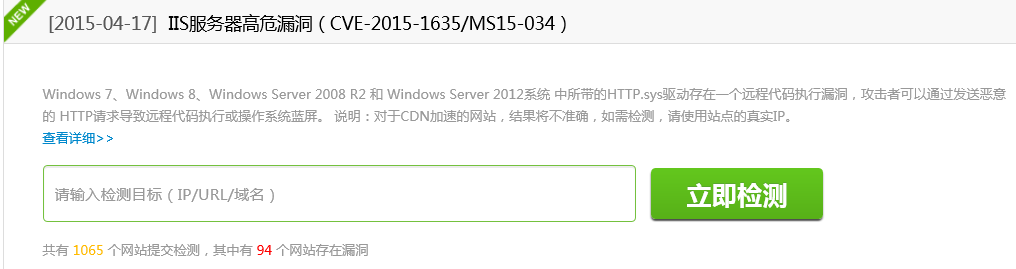 NEW
[2015-04-17] IIS服务器高危漏洞（CVE-2015-1635/MS15-034）
Windows 7、Windows 8、Windows Server 2008 R2 和 Windows Server 2012系统 中所带的HTTP.sys驱动存在一个远程代码执行漏洞，攻击者可以通过发送恶意
的 HTTP请求导致远程代码执行或操作系统蓝屏。 说明：对于CDN加速的网站，结果将不准确，如需检测，请使用站点的真实IP。
查看详细>>
请输入检测目标（IP/URL/域名）
立即检测
共有 1065 个网站提交检测，其中有 94 个网站存在漏洞